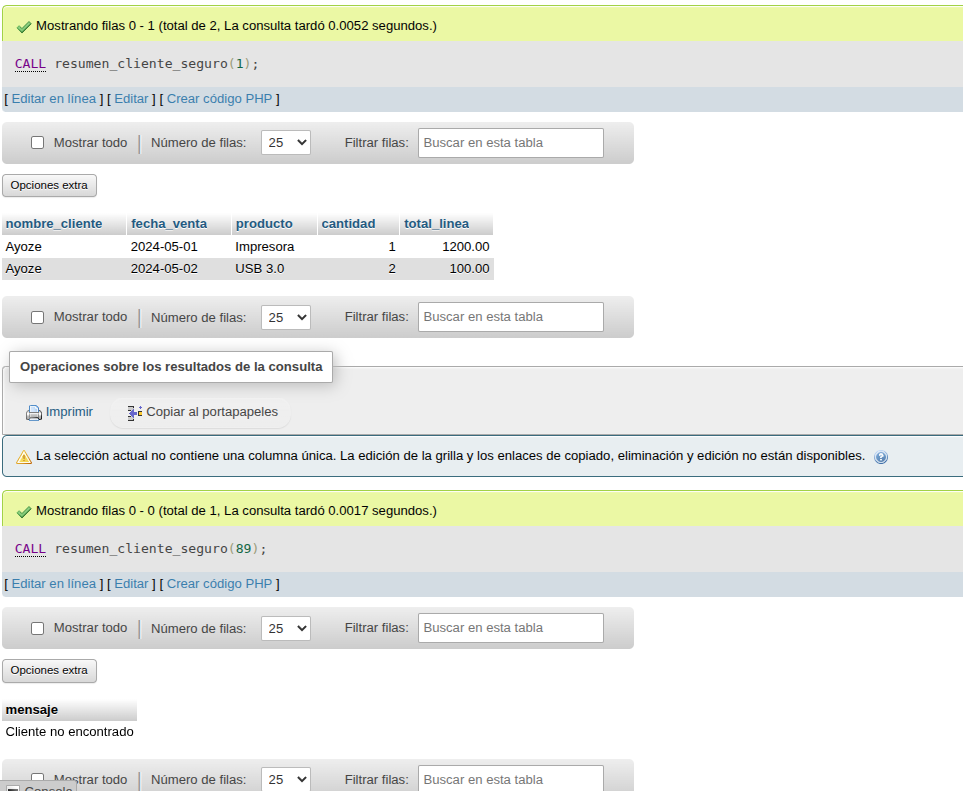 Mostrando filas 0 - 1 (total de 2, La consulta tardó 0.0052 segundos.)
CALL resumen_cliente_seguro(1);
[ Editar en línea ] [ Editar ] [ Crear código PHP ]
Mostrar todo | Número de filas: 25 Filtrar filas: Buscar en esta tabla
Opciones extra
nombre_cliente fecha_venta producto cantidad total_linea
Ayoze 2024-05-01 Impresora 1 1200.00
Ayoze 2024-05-02 USB 3.0 2 100.00
Mostrar todo | Número de filas: 25 Filtrar filas: Buscar en esta tabla
Operaciones sobre los resultados de la consulta
Imprimir Copiar al portapapeles
La selección actual no contiene una columna única. La edición de la grilla y los enlaces de copiado, eliminación y edición no están disponibles.
Mostrando filas 0 - 0 (total de 1, La consulta tardó 0.0017 segundos.)
CALL resumen_cliente_seguro(89);
[ Editar en línea ] [ Editar ] [ Crear código PHP ]
Mostrar todo | Número de filas: 25 Filtrar filas: Buscar en esta tabla
Opciones extra
mensaje
Cliente no encontrado
Mostrar todo | Número de filas: 25 Filtrar filas: Buscar en esta tabla
Consola